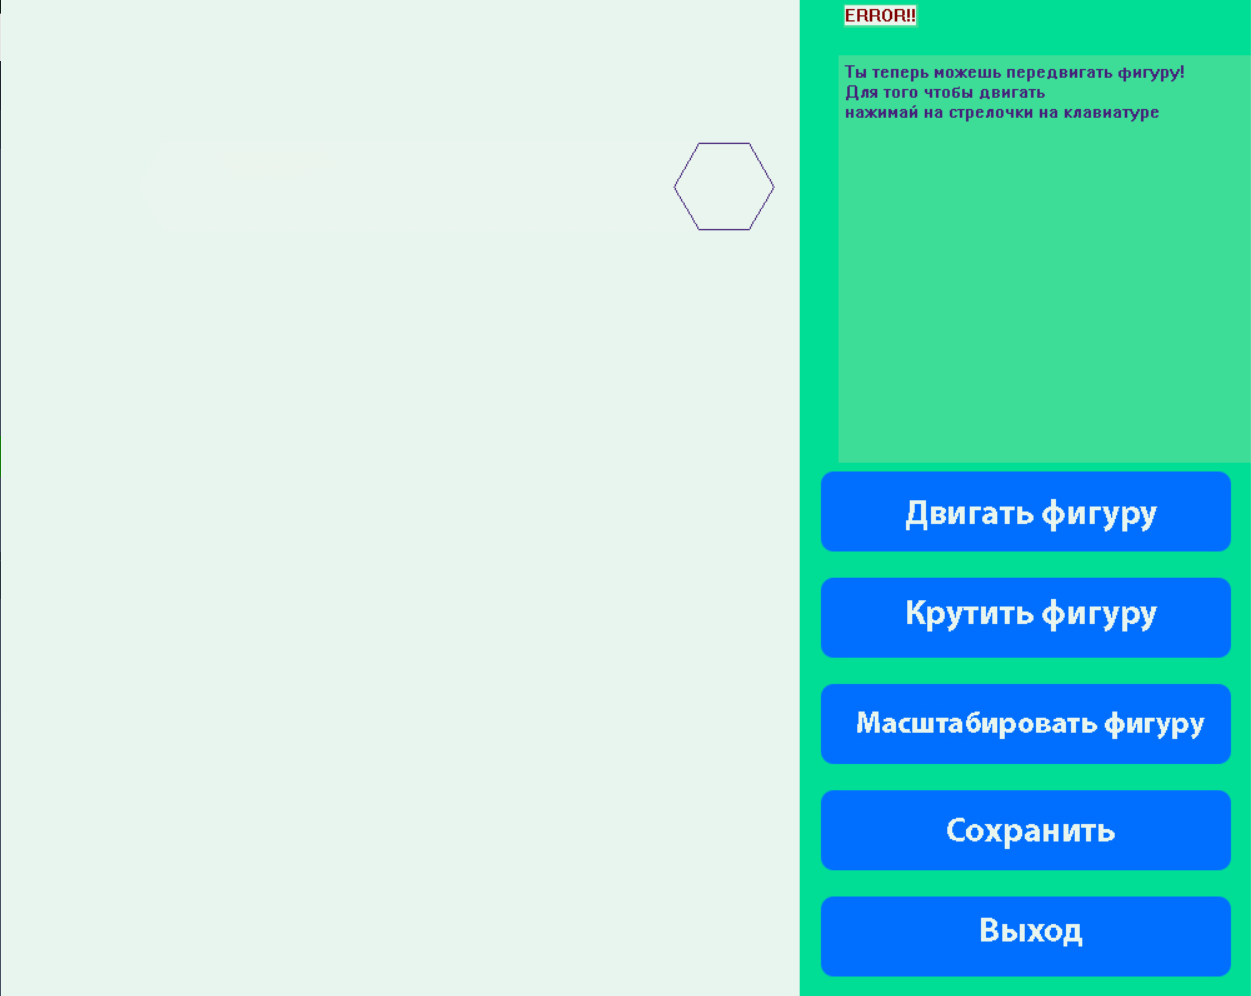 ERROR!!
Ты теперь можешь передвигать фигуру!
Для того чтобы двигать
нажимай на стрелочки на клавиатуре
Двигать фигуру
Крутить фигуру
Масштабировать фигуру
Сохранить
Выход